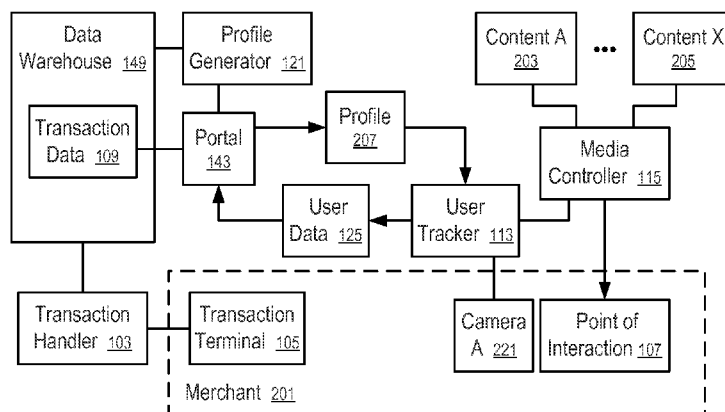 Data
Warehouse 149
Profile
Generator 121
Content A
203
•••
Content X
205
Transaction
Data 109
Portal
143
Profile
207
Media
Controller 115
User
Data 125
User
Tracker 113
Transaction
Handler 103
Transaction
Terminal 105
Camera
A 221
Point of
Interaction 107
Merchant 201